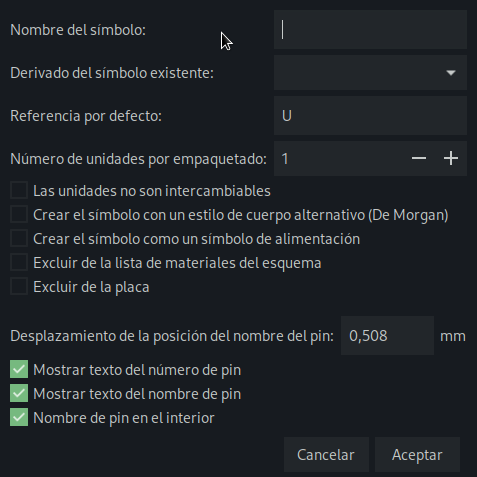 Nombre del símbolo:
Derivado del símbolo existente:
Referencia por defecto: U
Número de unidades por empaquetado: 1
Las unidades no son intercambiables
Crear el símbolo con un estilo de cuerpo alternativo (De Morgan)
Crear el símbolo como un símbolo de alimentación
Excluir de la lista de materiales del esquema
Excluir de la placa
Desplazamiento de la posición del nombre del pin: 0,508 mm
Mostrar texto del número de pin
Mostrar texto del nombre de pin
Nombre de pin en el interior
Cancelar Aceptar